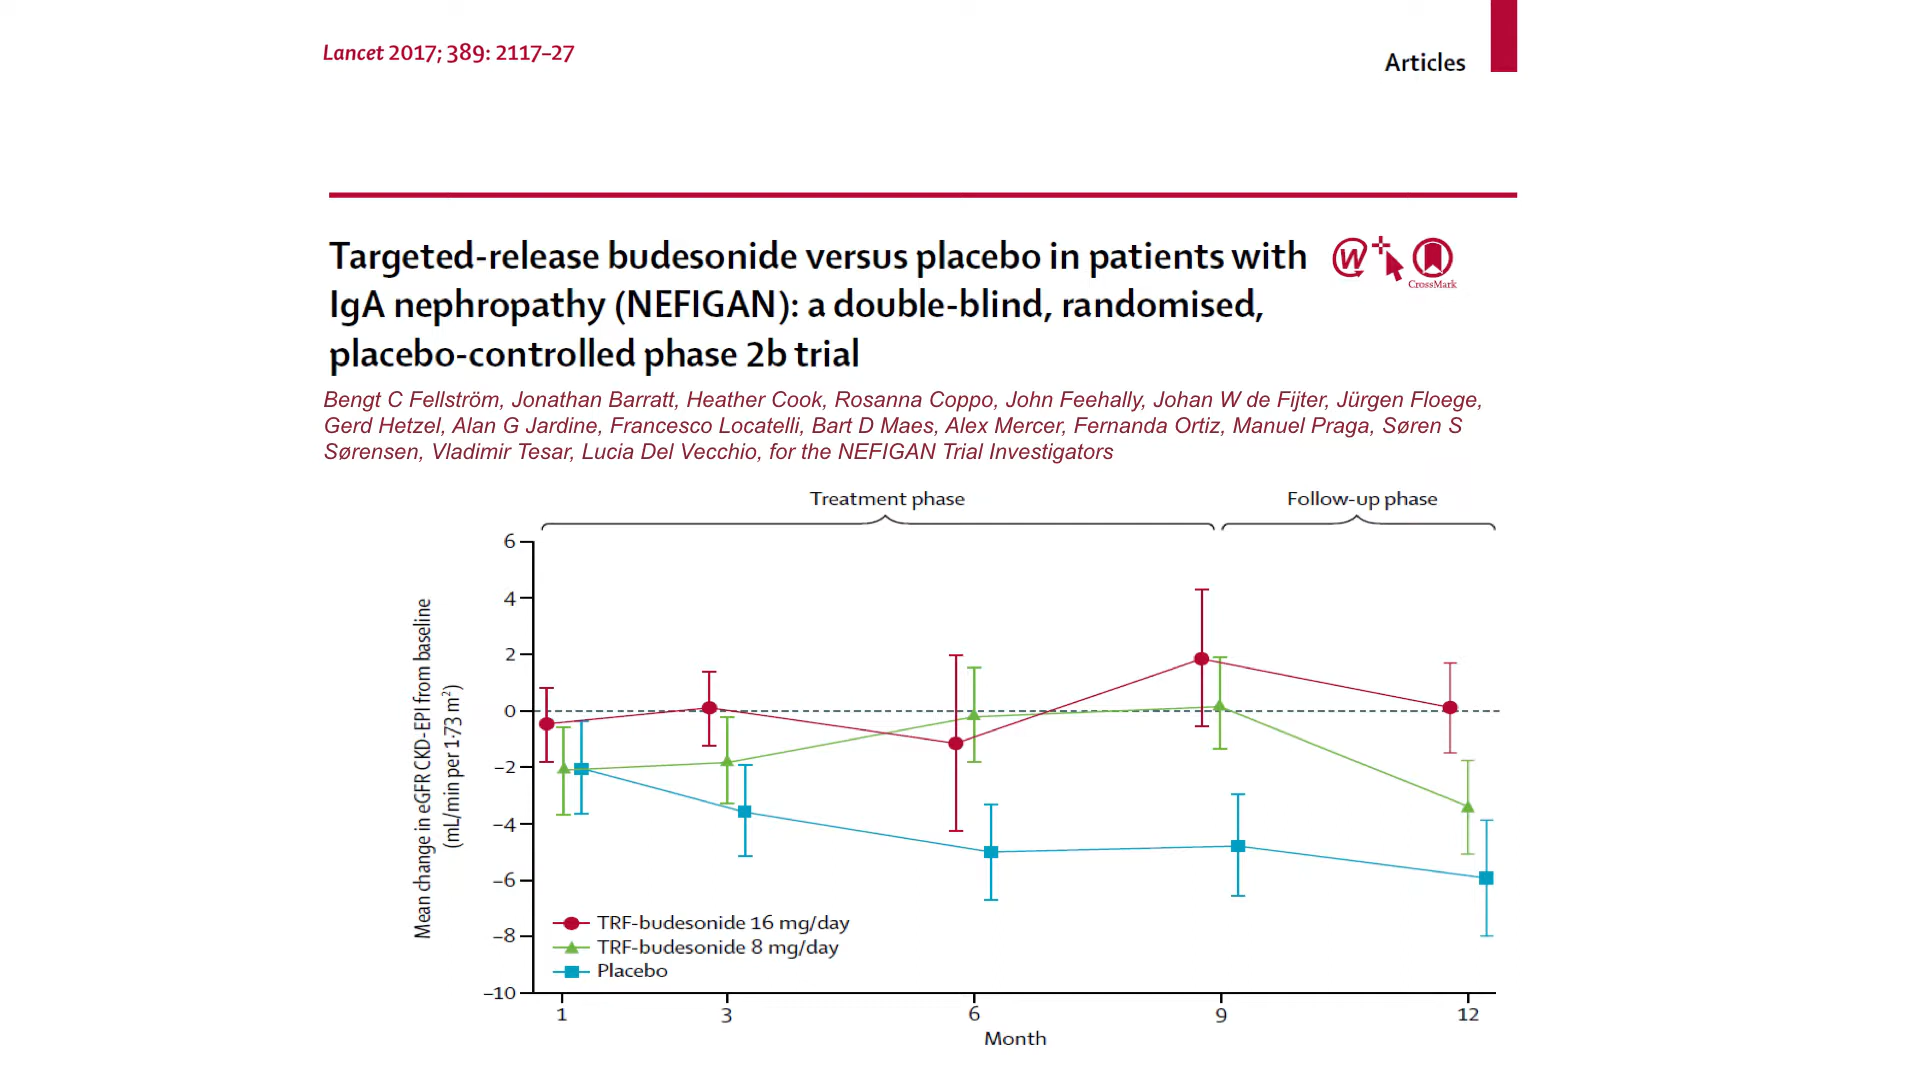 Lancet 2017; 389: 2117–27
Articles
Targeted-release budesonide versus placebo in patients with
IgA nephropathy (NEFIGAN): a double-blind, randomised,
placebo-controlled phase 2b trial
W
CrossMark
Bengt C Fellström, Jonathan Barratt, Heather Cook, Rosanna Coppo, John Feehally, Johan W de Fijter, Jürgen Floege,
Gerd Hetzel, Alan G Jardine, Francesco Locatelli, Bart D Maes, Alex Mercer, Fernanda Ortiz, Manuel Praga, Søren S
Sørensen, Vladimir Tesar, Lucia Del Vecchio, for the NEFIGAN Trial Investigators
Treatment phase
Follow-up phase
Mean change in eGFR CKD-EPI from baseline
(mL/min per 1·73 m²)
6
4
2
0
–2
–4
–6
–8
–10
TRF-budesonide 16 mg/day
TRF-budesonide 8 mg/day
Placebo
1 3 6 9 12
Month